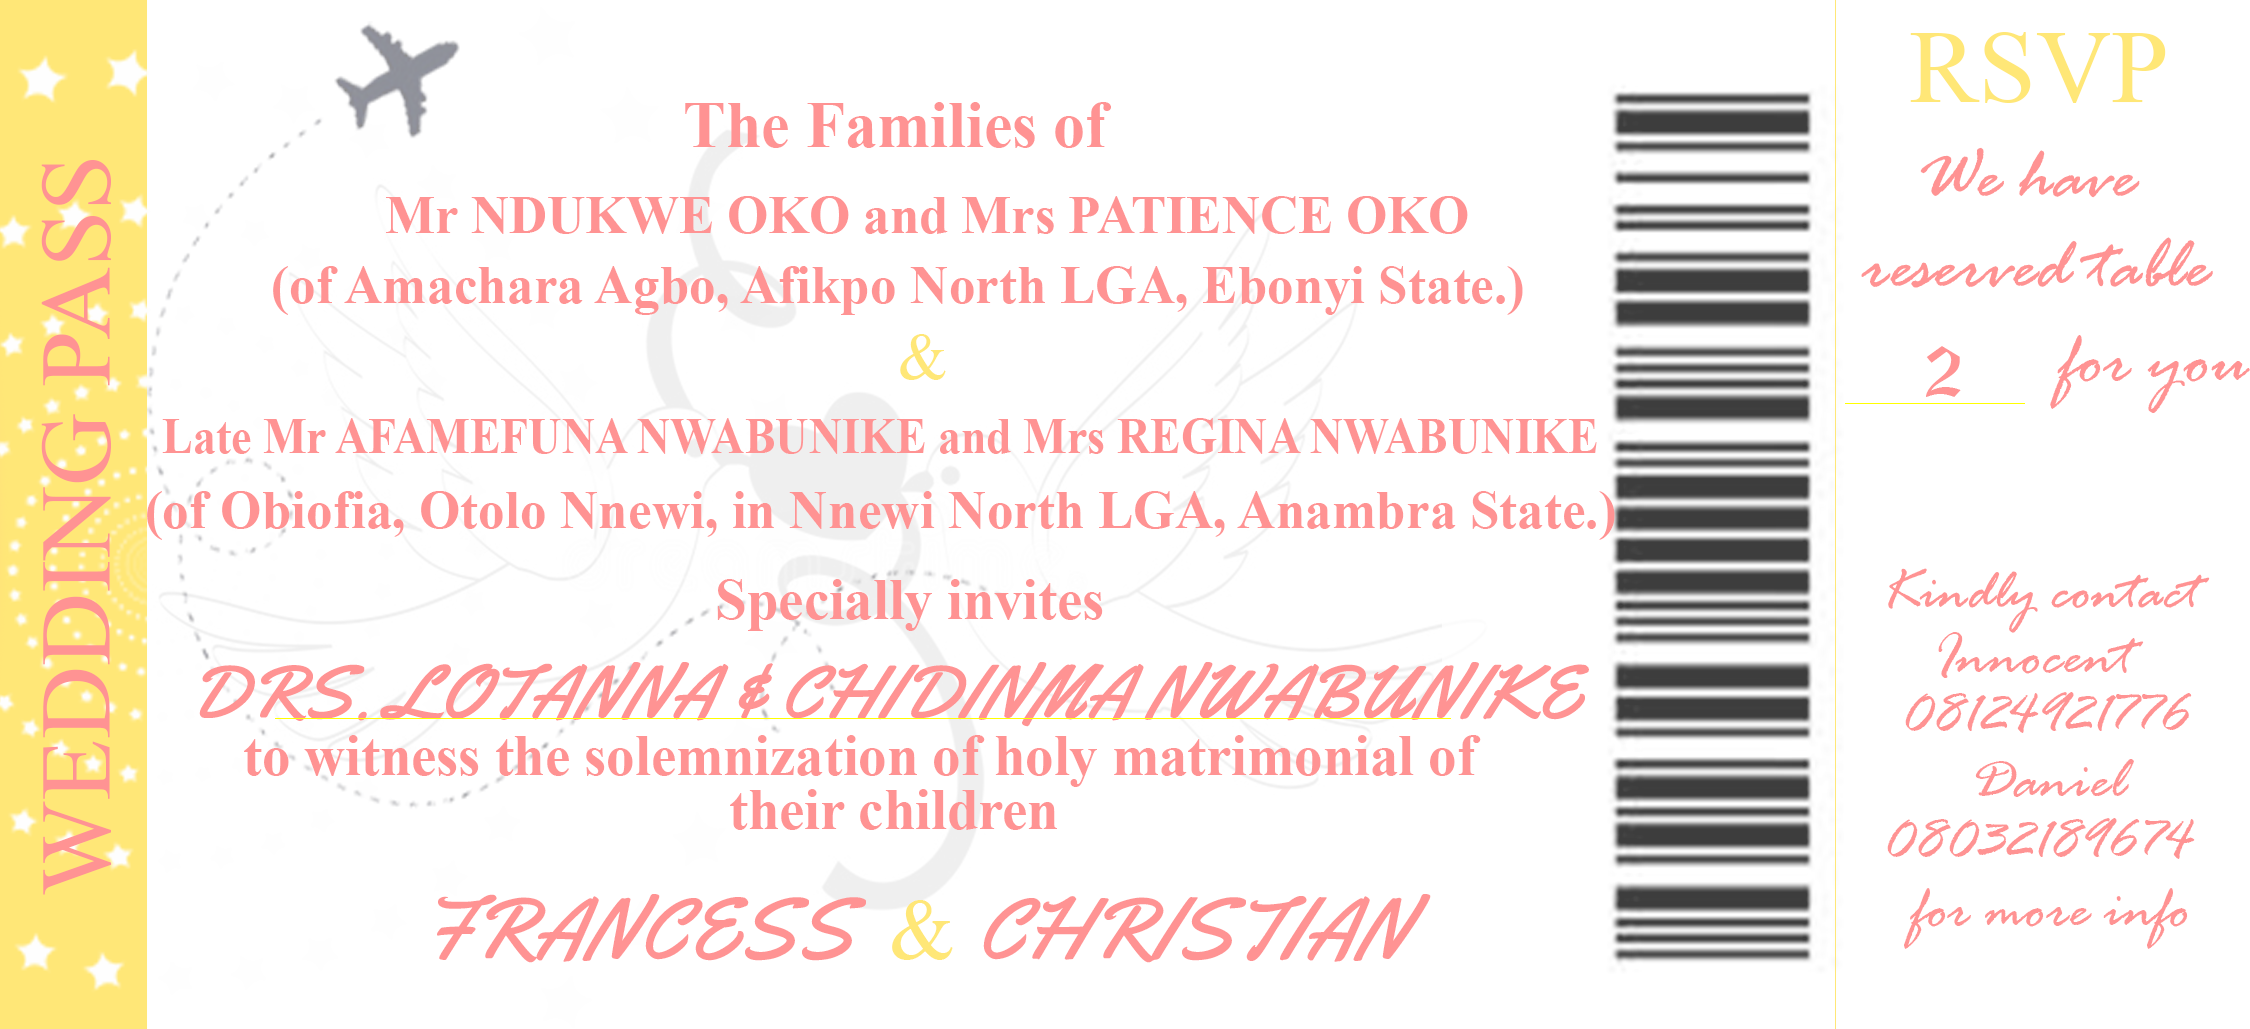 WEDDING PASS
The Families of
Mr NDUKWE OKO and Mrs PATIENCE OKO
(of Amachara Agbo, Afikpo North LGA, Ebonyi State.)
&
Late Mr AFAMEFUNA NWABUNIKE and Mrs REGINA NWABUNIKE
(of Obiofia, Otolo Nnewi, in Nnewi North LGA, Anambra State.)
Specially invites
DRS. LOTANNA & CHIDINMA NWABUNIKE
to witness the solemnization of holy matrimonial of
their children
FRANCESS & CHRISTIAN
RSVP
We have
reserved table
2 for you
Kindly contact
Innocent
08124921776
Daniel
08032189674
for more info